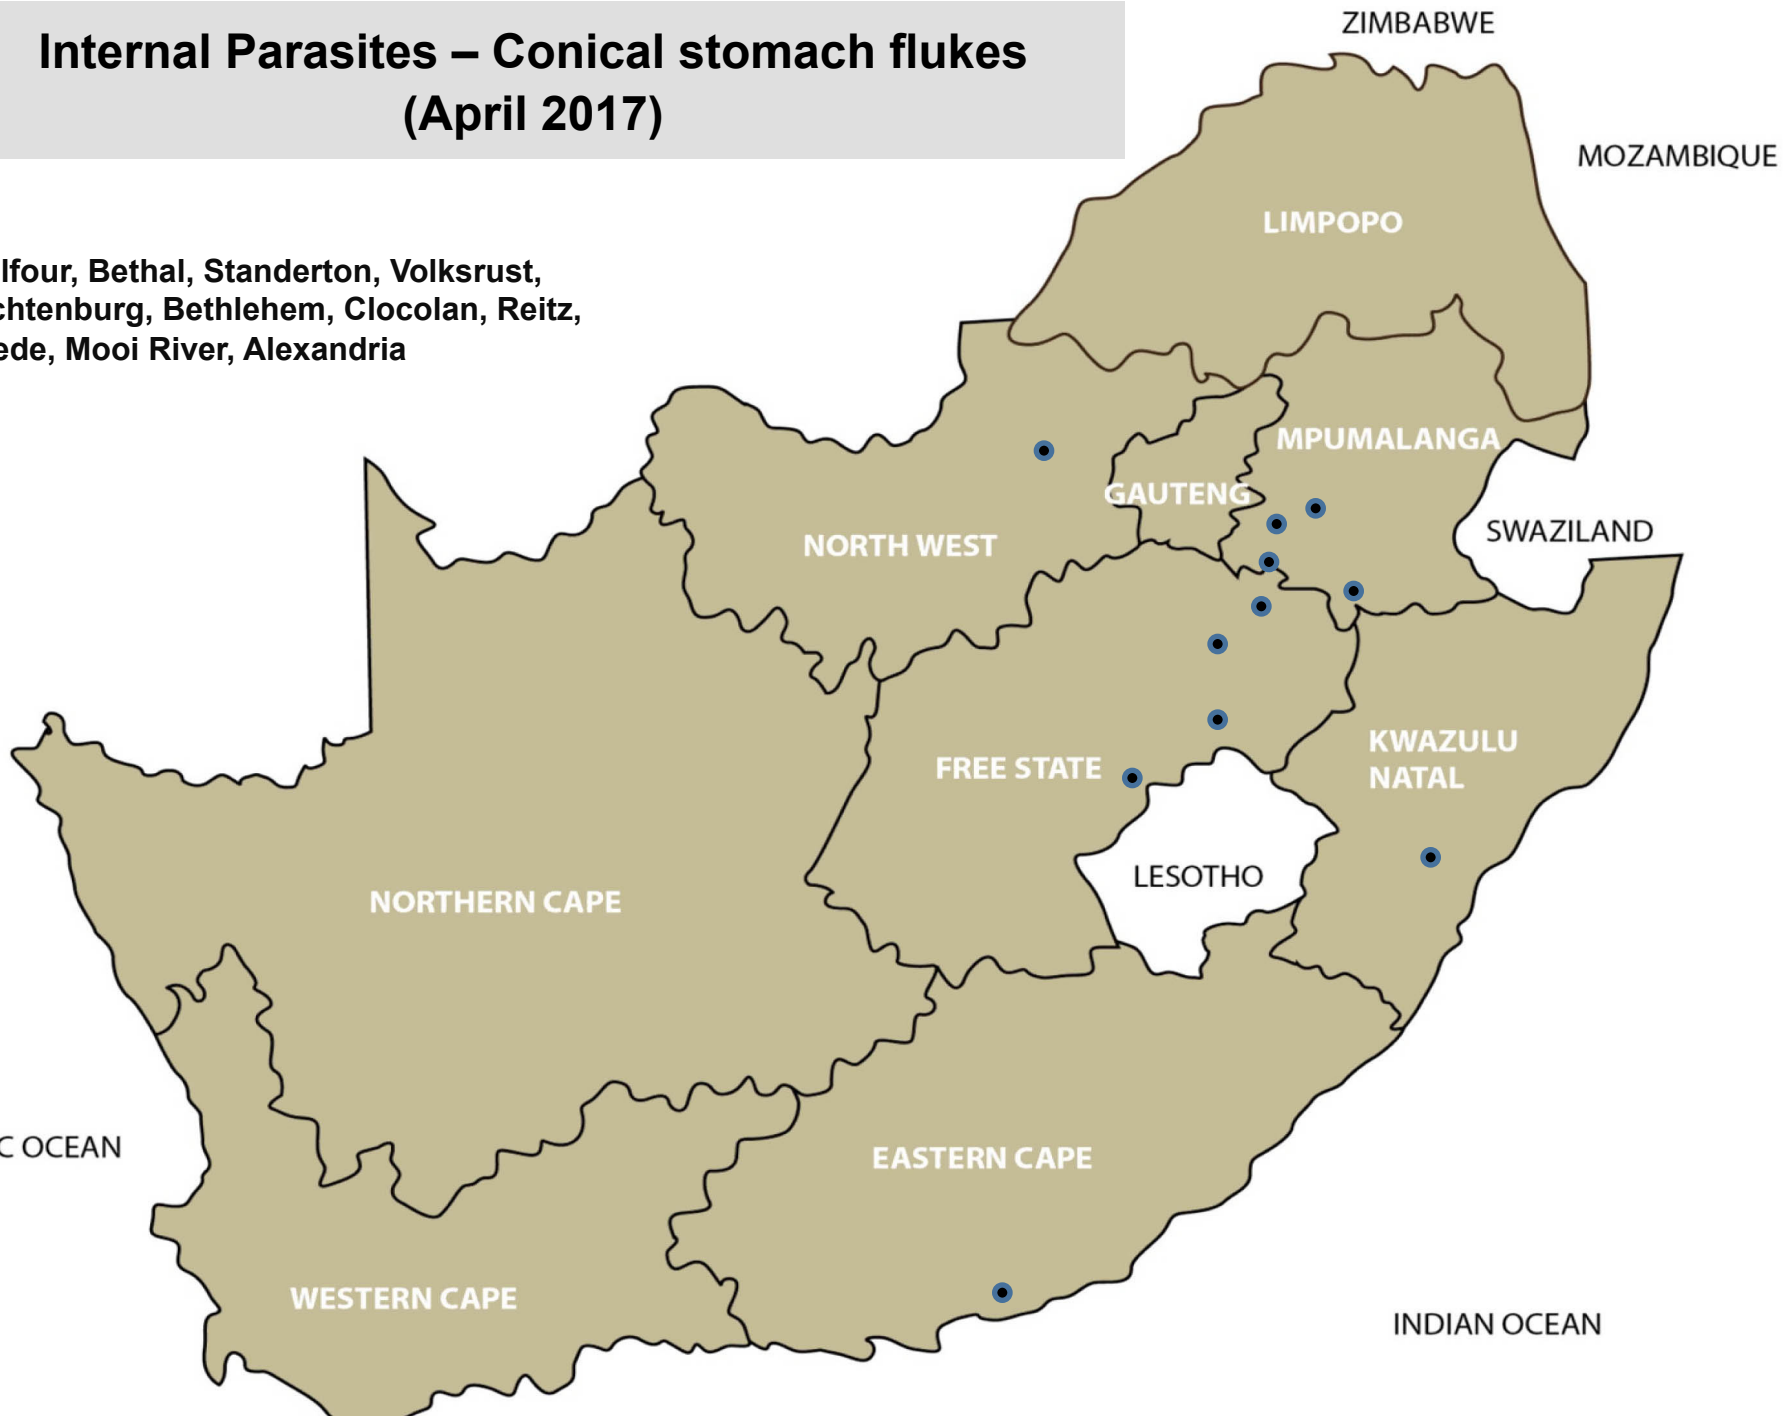 Internal Parasites – Conical stomach flukes
(April 2017)
ZIMBABWE
MOZAMBIQUE
LIMPOPO
lfour, Bethal, Standerton, Volksrust,
chtenburg, Bethlehem, Clocolan, Reitz,
ede, Mooi River, Alexandria
MPUMALANGA
GAUTENG
SWAZILAND
NORTH WEST
KWAZULU
NATAL
FREE STATE
LESOTHO
NORTHERN CAPE
C OCEAN
EASTERN CAPE
WESTERN CAPE
INDIAN OCEAN